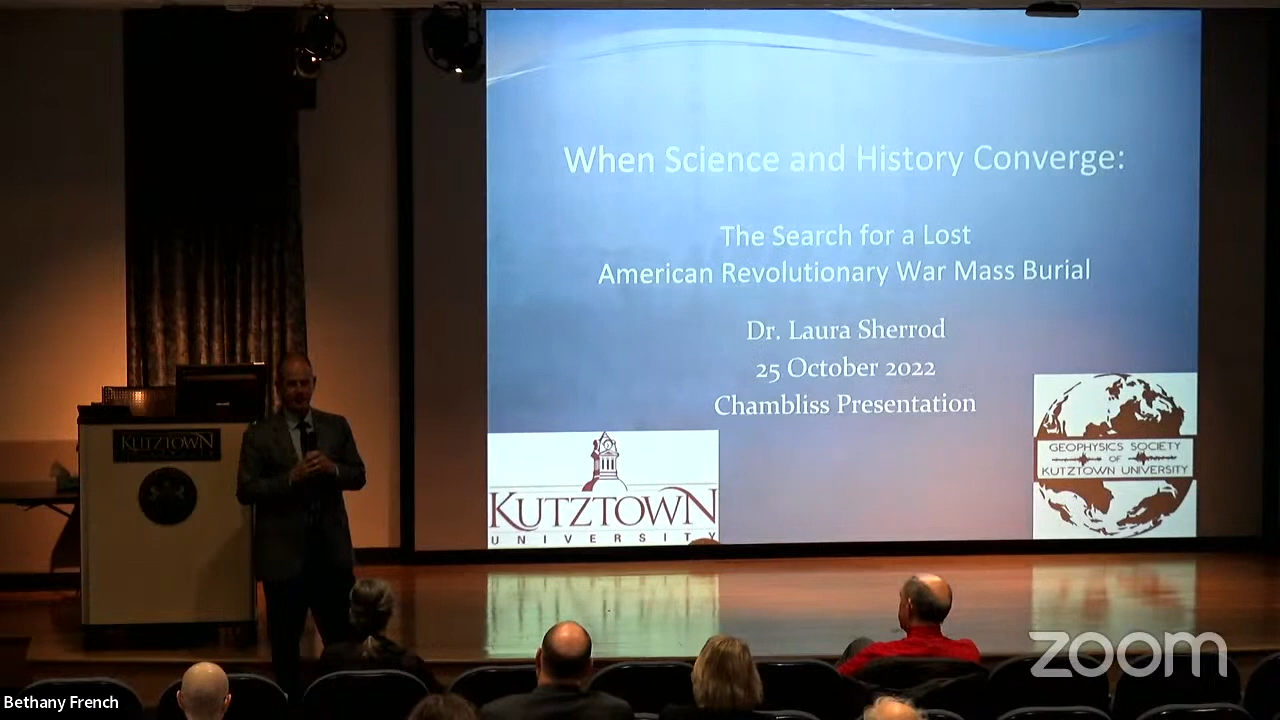 When Science and History Converge:
The Search for a Lost
American Revolutionary War Mass Burial
Dr. Laura Sherrod
25 October 2022
Chambliss Presentation
KUTZTOWN
GEOPHYSICS SOCIETY
OF
KUTZTOWN UNIVERSITY
KUTZTOWN
UNIVERSITY
zoom
Bethany French